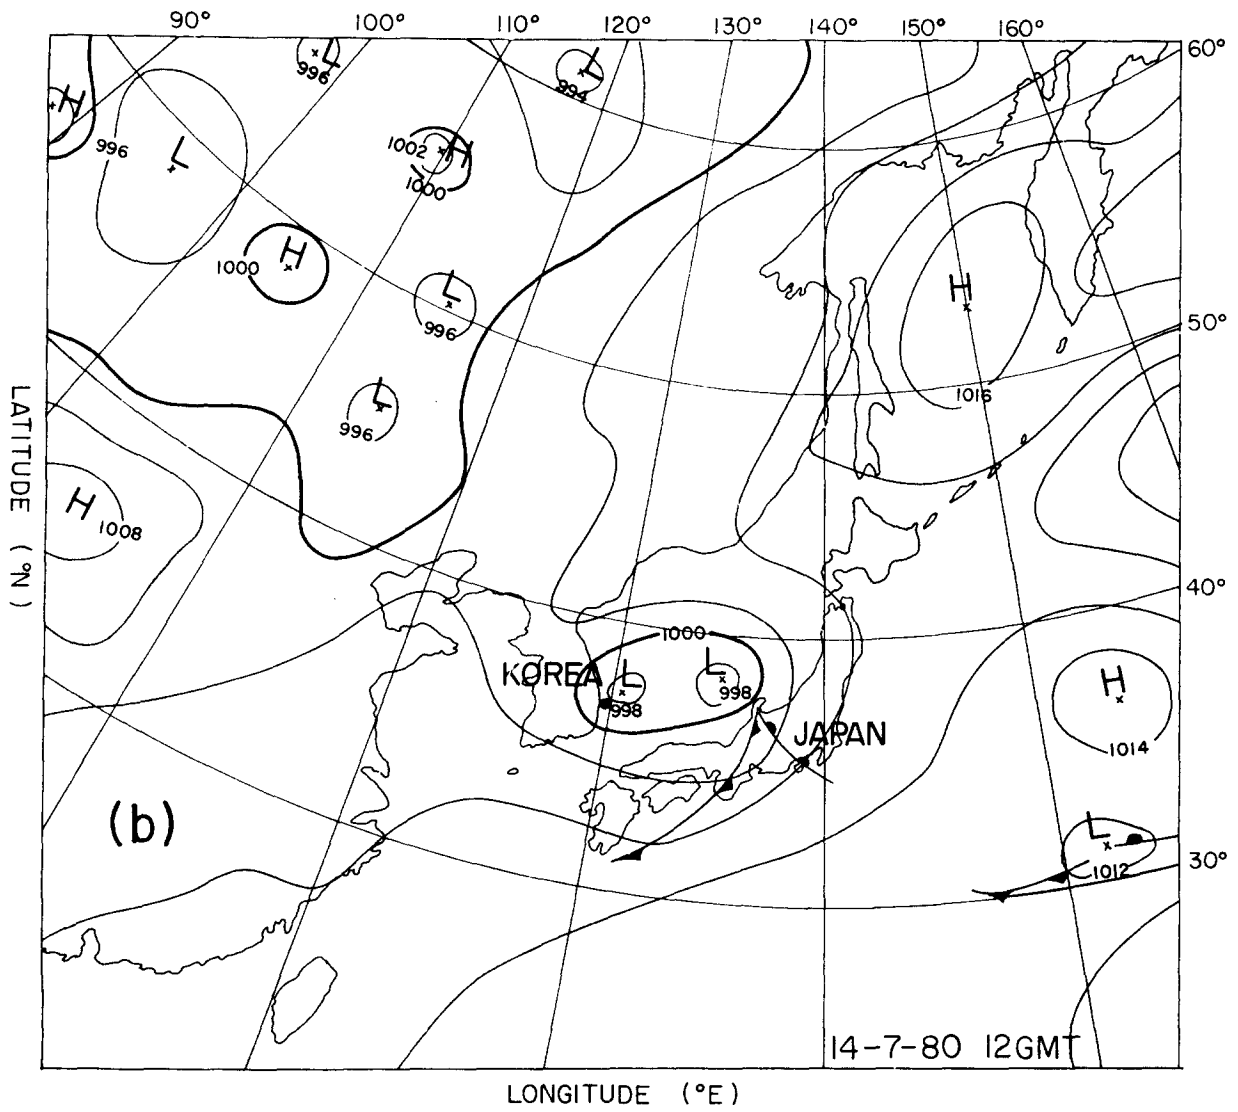 90° 100° 110° 120° 130° 140° 150° 160°
60°
L
996
L
994
H
996
L
1002
H
1000
H
1000
L
996
H
50°
1016
L
996
H
1008
LATITUDE (°N)
40°
1000
KOREA
L
998
L
998
H
1014
JAPAN
(b)
L
1012
30°
14-7-80 12GMT
LONGITUDE (°E)